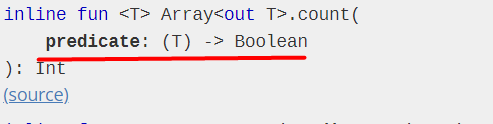 inline fun <T> Array<out T>.count(
predicate: (T) -> Boolean
): Int
(source)